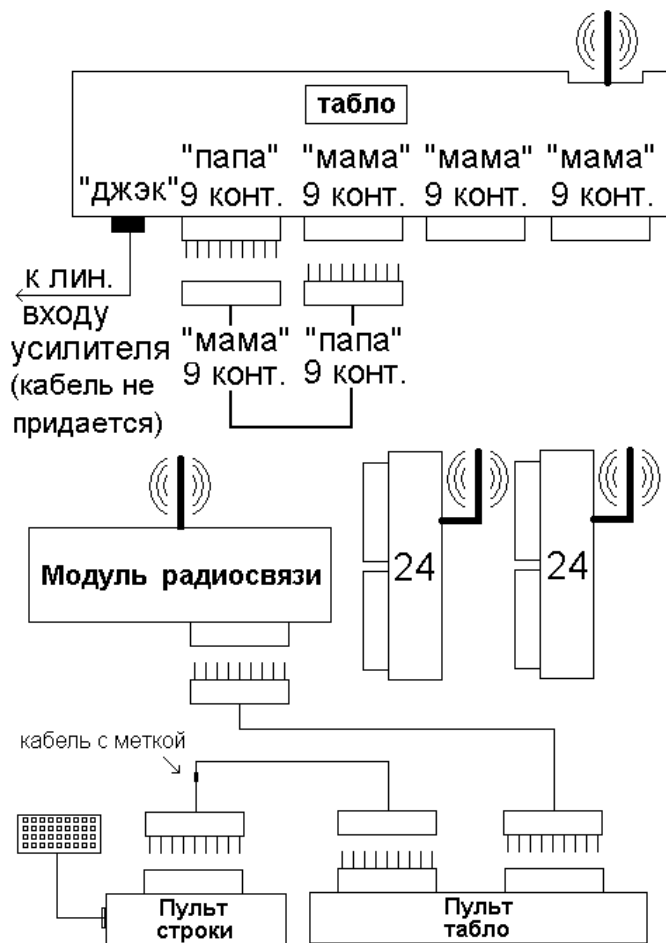 табло
"джэк"
"папа"
9 конт.
"мама"
9 конт.
"мама"
9 конт.
"мама"
9 конт.
к лин.
входу
усилителя
(кабель не
придается)
"мама"
9 конт.
"папа"
9 конт.
Модуль радиосвязи
24
24
кабель с меткой
Пульт
строки
Пульт
табло